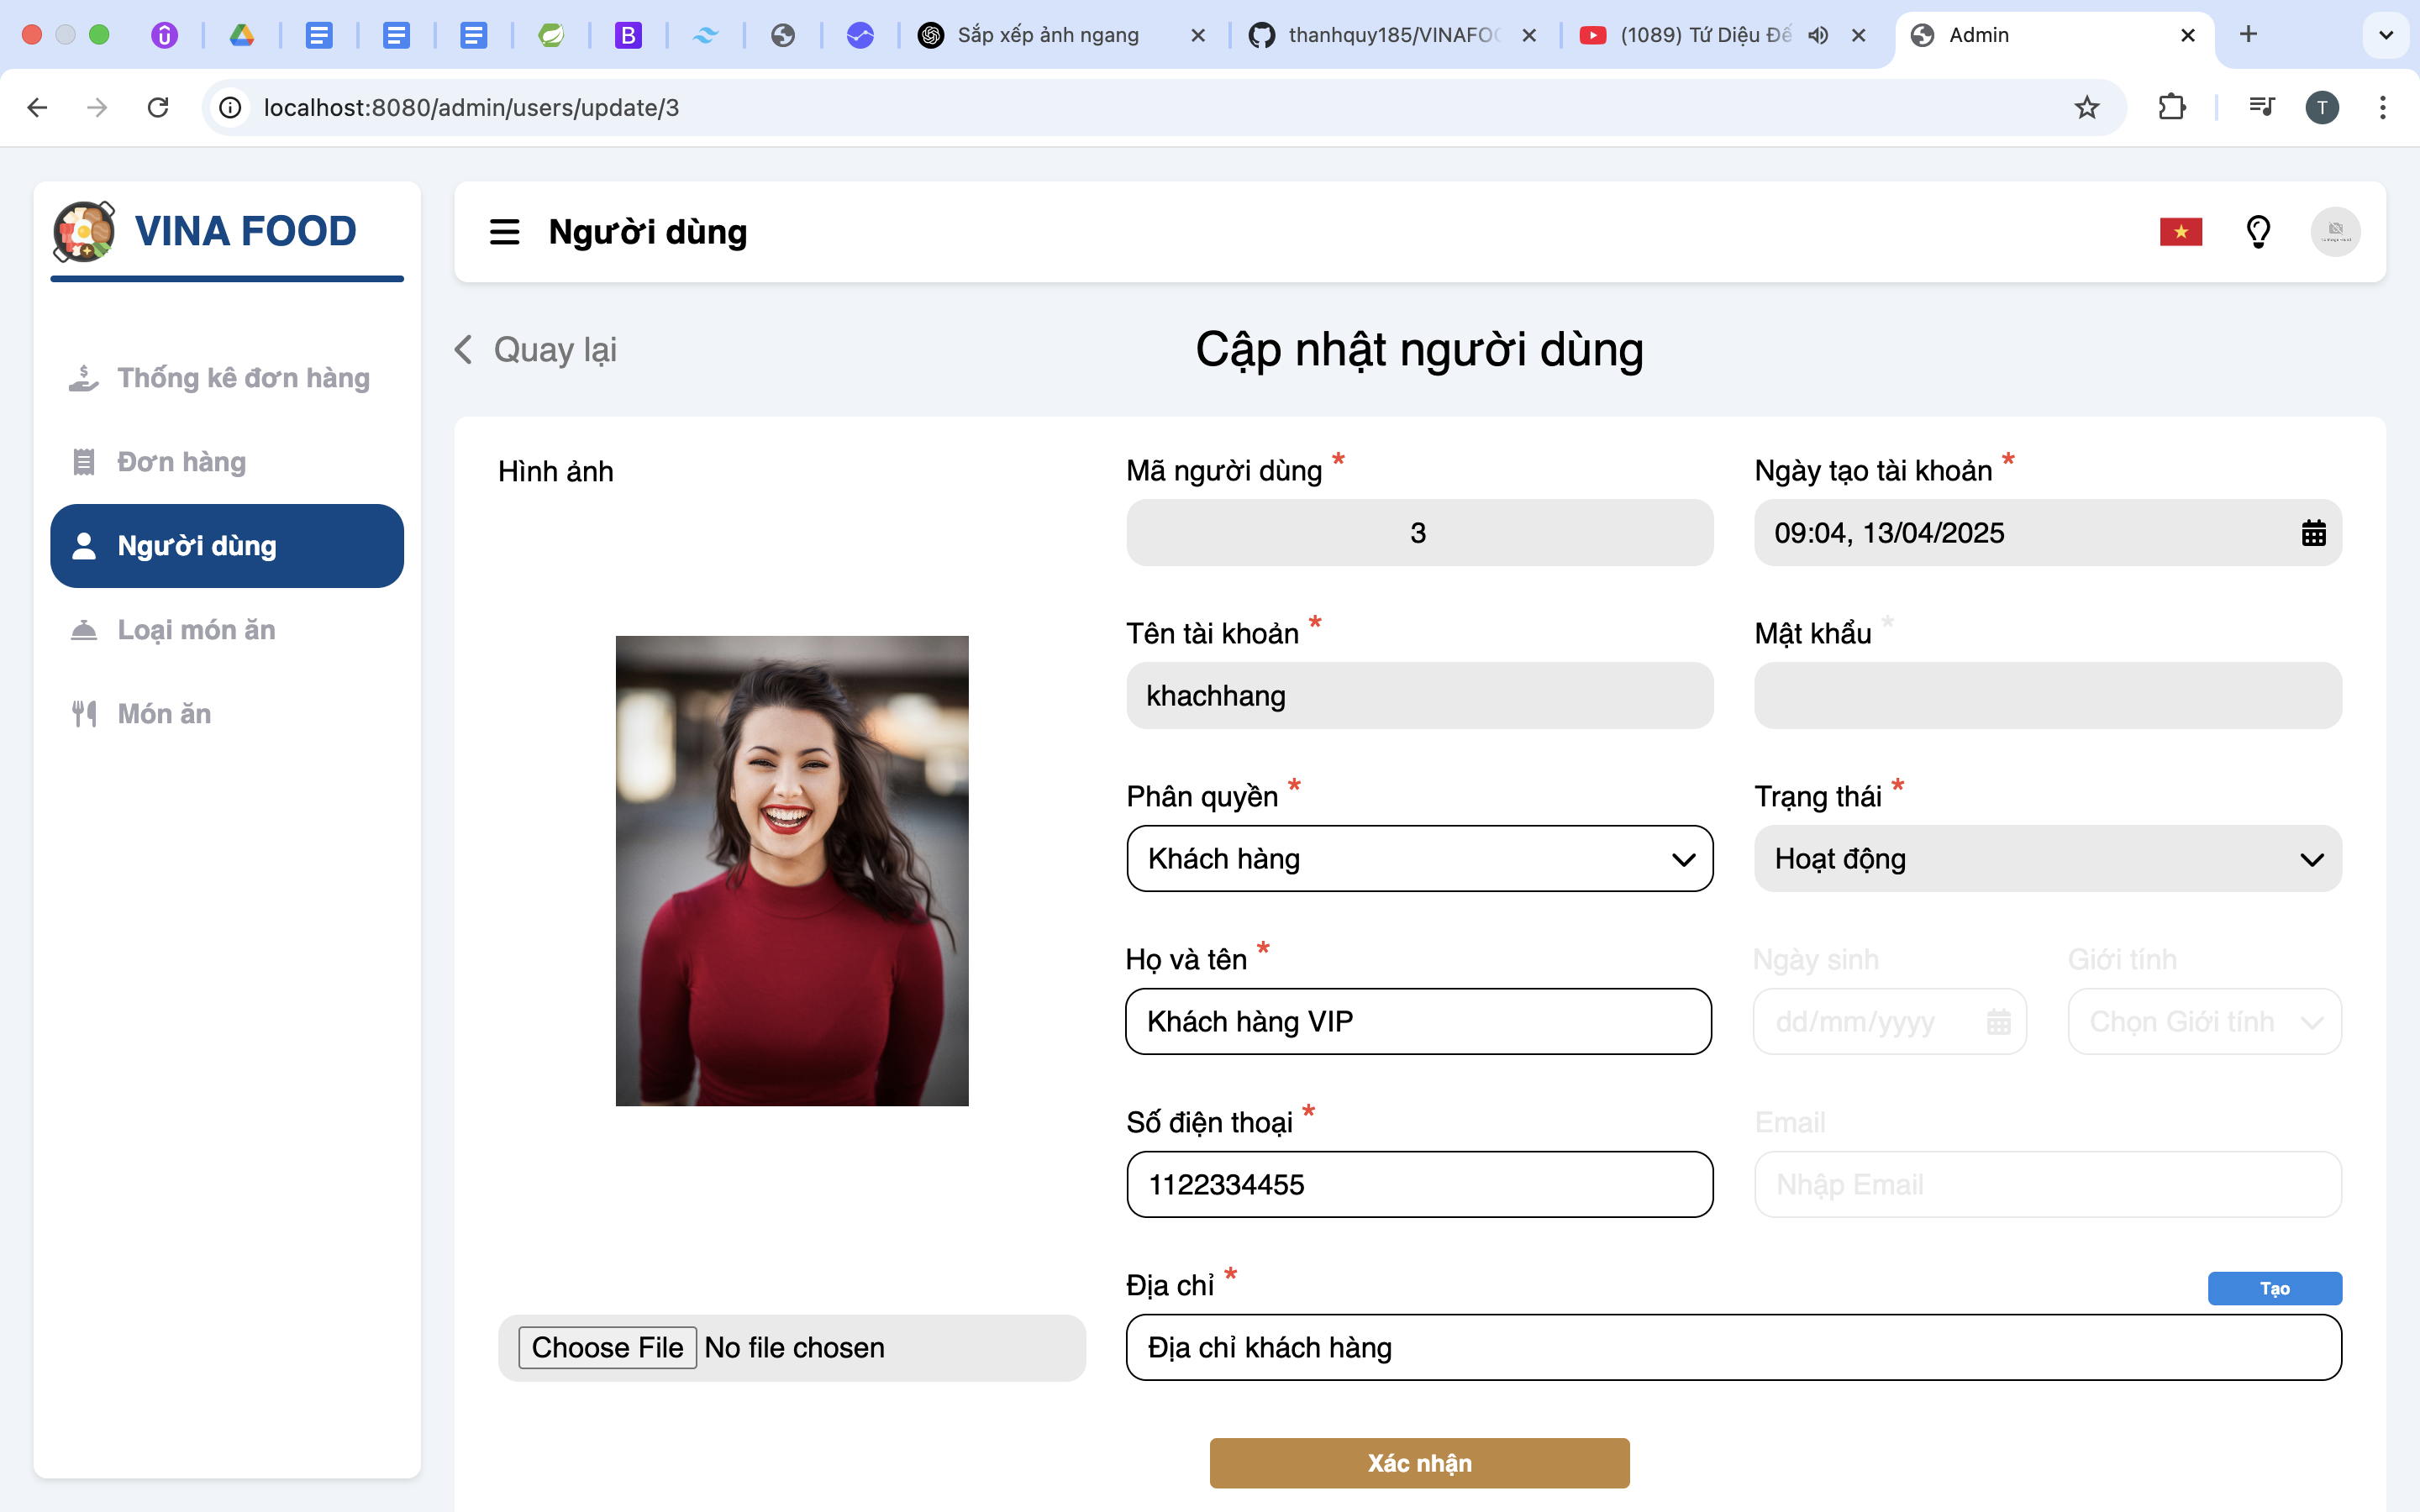 Sắp xếp ảnh ngang
thanhquy185/VINAFOO
(1089) Tứ Diệu Đế
Admin
localhost:8080/admin/users/update/3
T
B
VINA FOOD
Người dùng
Thống kê đơn hàng
Đơn hàng
Người dùng
Loại món ăn
Món ăn
Quay lại
Cập nhật người dùng
Hình ảnh
Choose File No file chosen
Mã người dùng *
3
Ngày tạo tài khoản *
09:04, 13/04/2025
Tên tài khoản *
khachhang
Mật khẩu *
Phân quyền *
Khách hàng
Trạng thái *
Hoạt động
Họ và tên *
Khách hàng VIP
Ngày sinh
dd/mm/yyyy
Giới tính
Chọn Giới tính
Số điện thoại *
1122334455
Email
Nhập Email
Địa chỉ *
Tạo
Địa chỉ khách hàng
Xác nhận